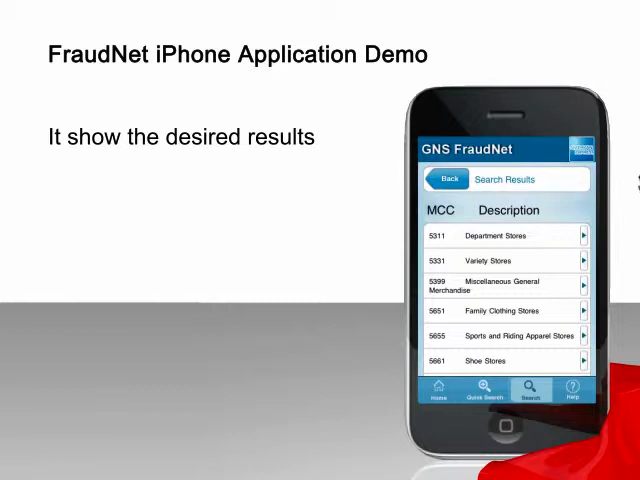 FraudNet iPhone Application Demo
It show the desired results
GNS FraudNet
Back
Search Results
MCC Description
5311 Department Stores
5331 Variety Stores
5399 Miscellaneous General
Merchandise
5651 Family Clothing Stores
5655 Sports and Riding Apparel Stores
5661 Shoe Stores
Home Quick Search Search Help